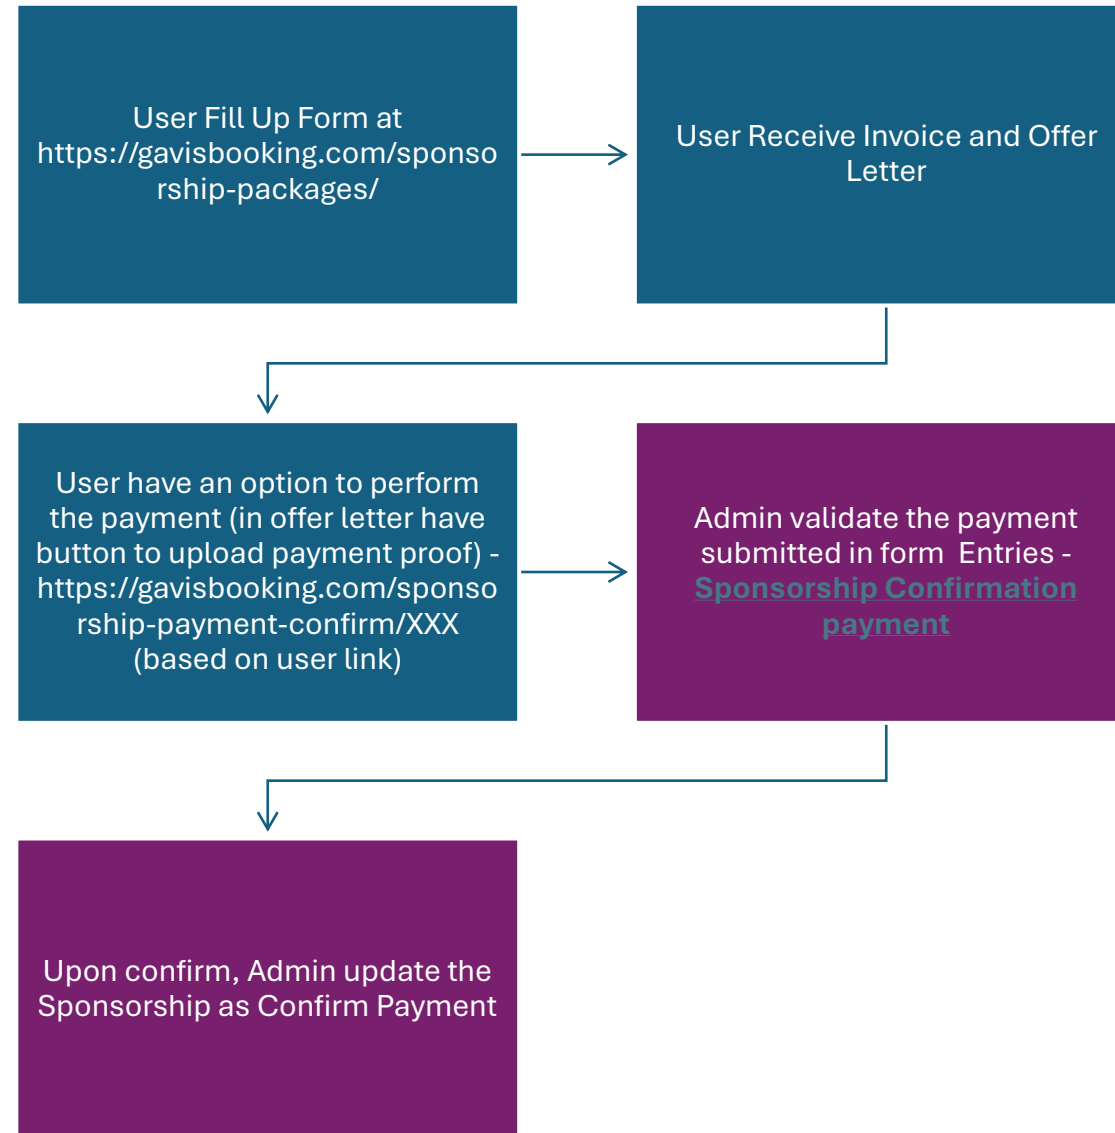 User Fill Up Form at
https://gavisbooking.com/sponso
rship-packages/
User Receive Invoice and Offer
Letter
User have an option to perform
the payment (in offer letter have
button to upload payment proof) -
https://gavisbooking.com/sponso
rship-payment-confirm/XXX
(based on user link)
Admin validate the payment
submitted in form  Entries -
Sponsorship Confirmation
payment
Upon confirm, Admin update the
Sponsorship as Confirm Payment